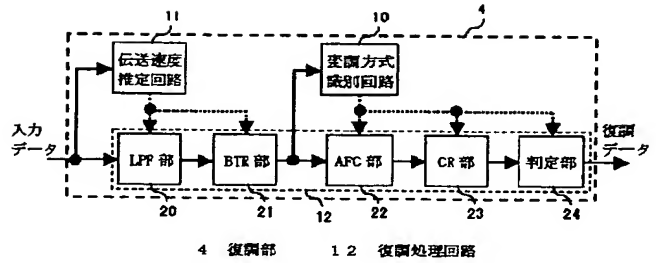 11
10
4
伝送速度
推定回路
変調方式
識別回路
入力
データ
復調
データ
LPF 部
BTR 部
AFC 部
CR 部
判定部
20
21
12
22
23
24
4 復調部 12 復調処理回路